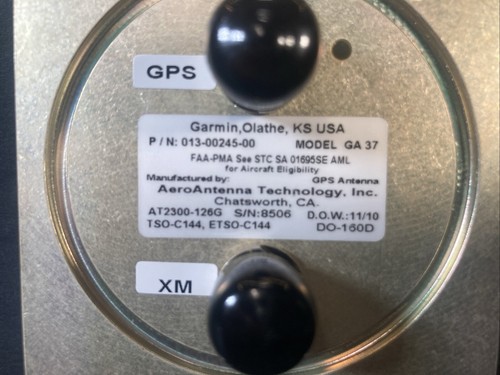 GPS
Garmin,Olathe, KS USA
P / N: 013-00245-00 MODEL GA 37
FAA-PMA See STC SA 01695SE AML
for Aircraft Eligibility
Manufactured by: GPS Antenna
AeroAntenna Technology, Inc.
Chatsworth, CA.
AT2300-126G S/N:8506 D.O.W.:11/10
TSO-C144, ETSO-C144 DO-160D
XM